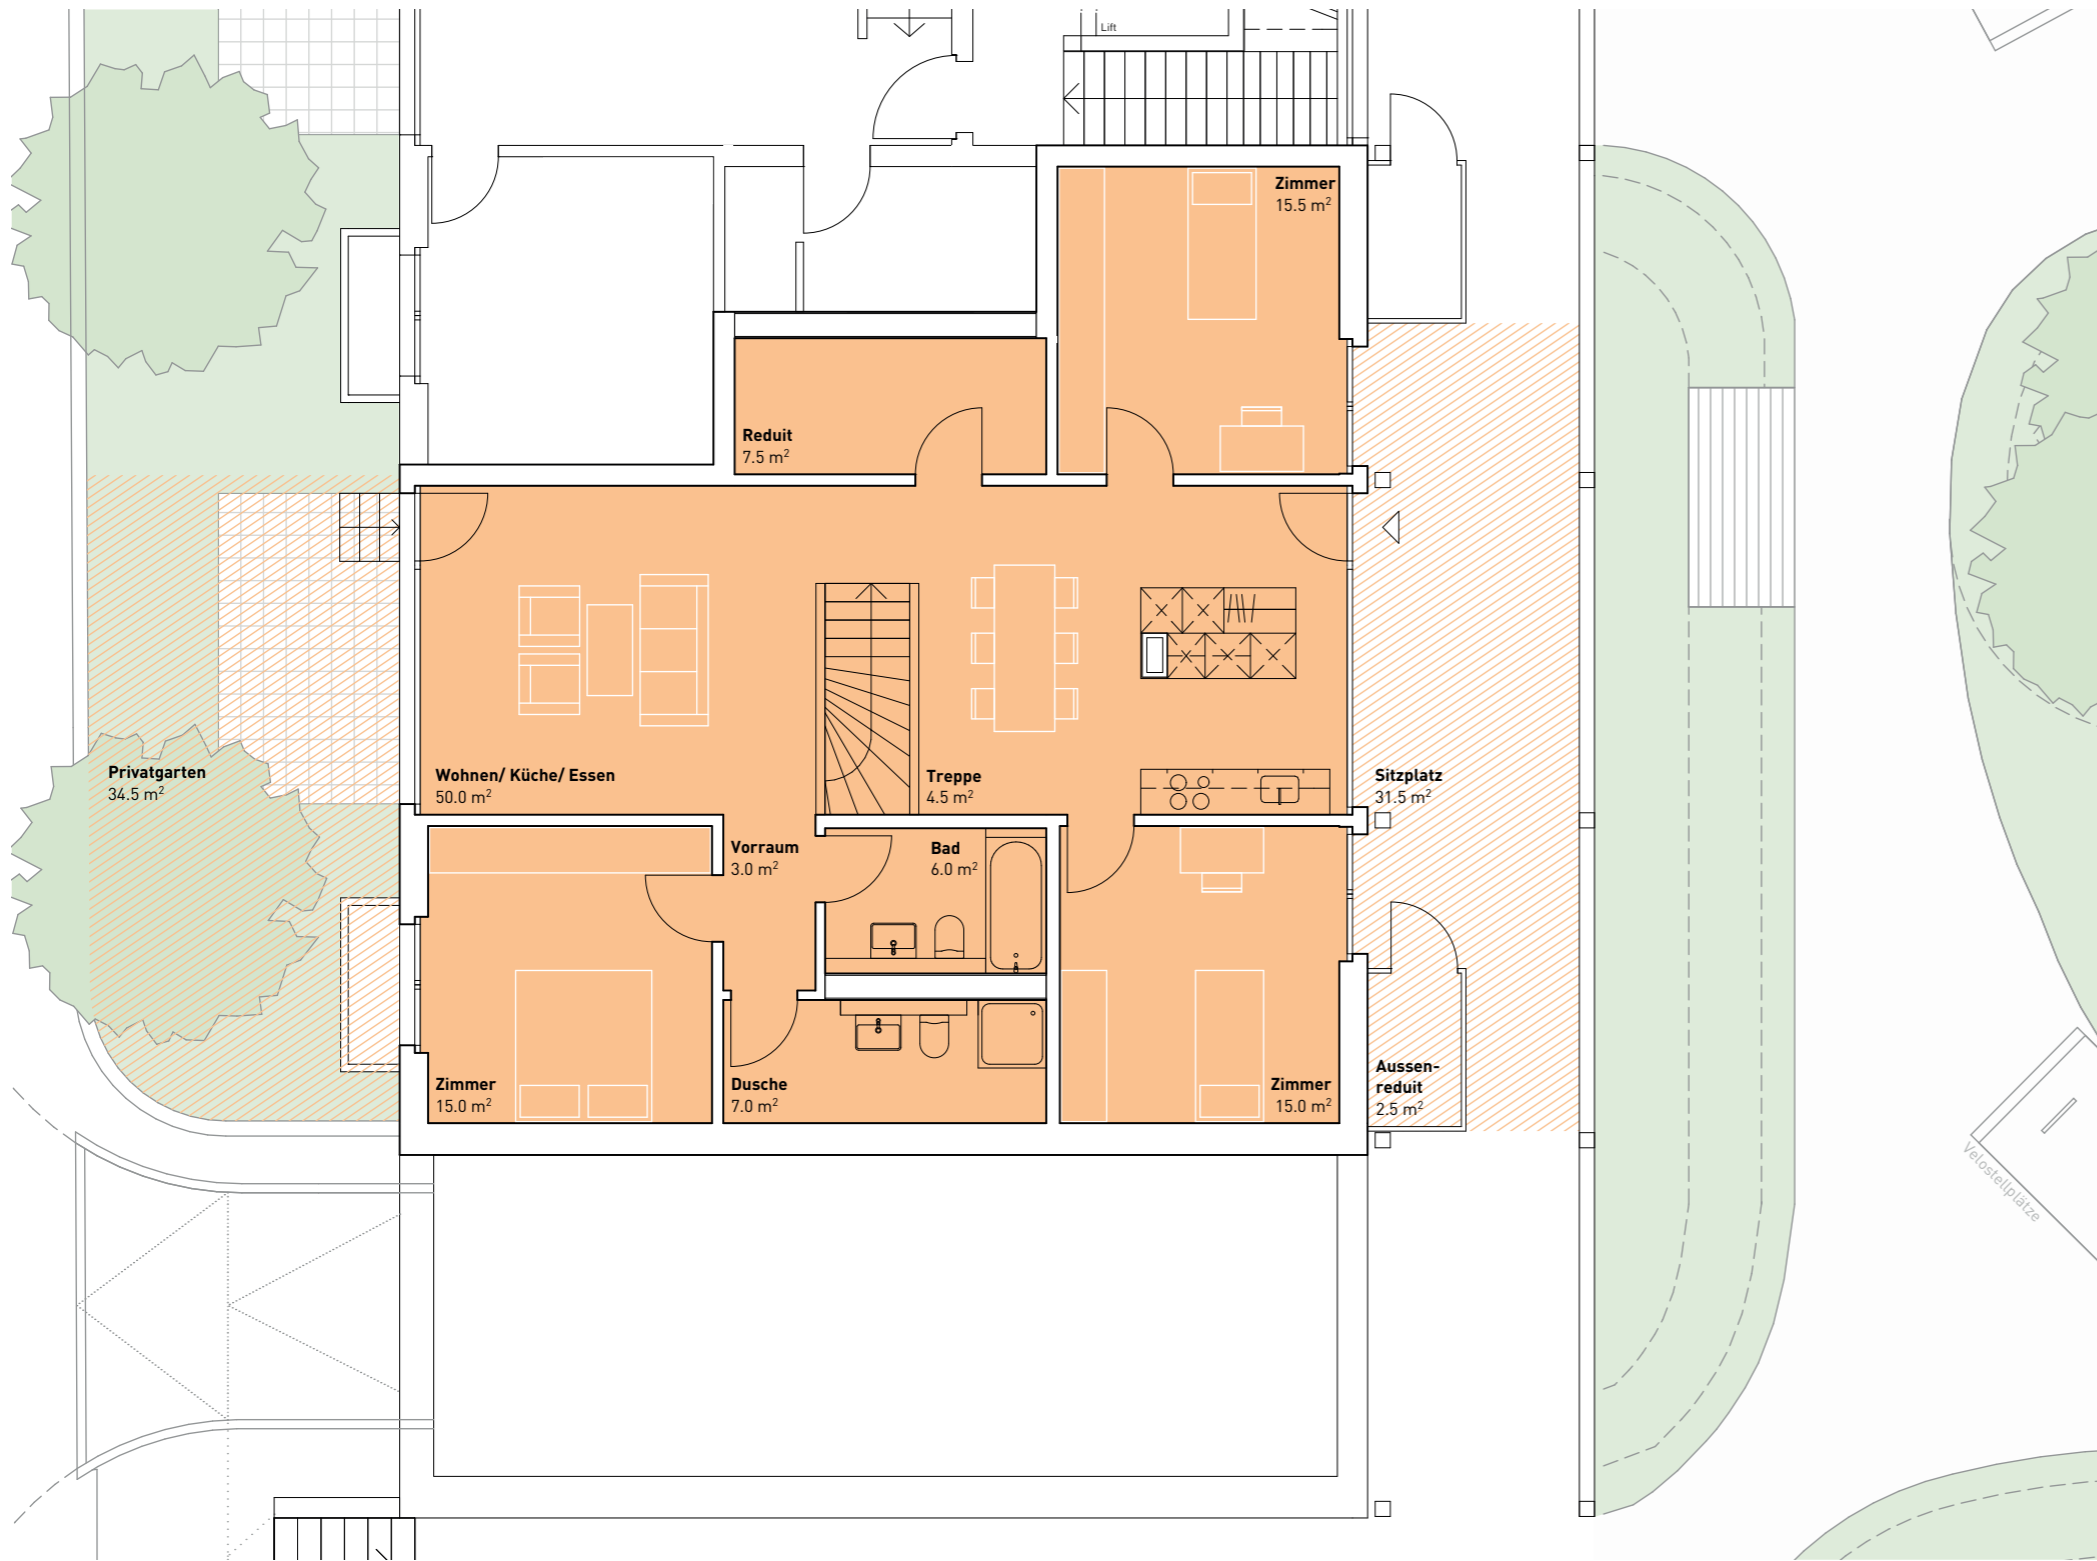 Lift
Zimmer
15.5 m²
Reduit
7.5 m²
Privatgarten
34.5 m²
Wohnen/ Küche/ Essen
50.0 m²
Treppe
4.5 m²
Sitzplatz
31.5 m²
Vorraum
3.0 m²
Bad
6.0 m²
Zimmer
15.0 m²
Dusche
7.0 m²
Zimmer
15.0 m²
Aussen-
reduit
2.5 m²
Velostellplätze